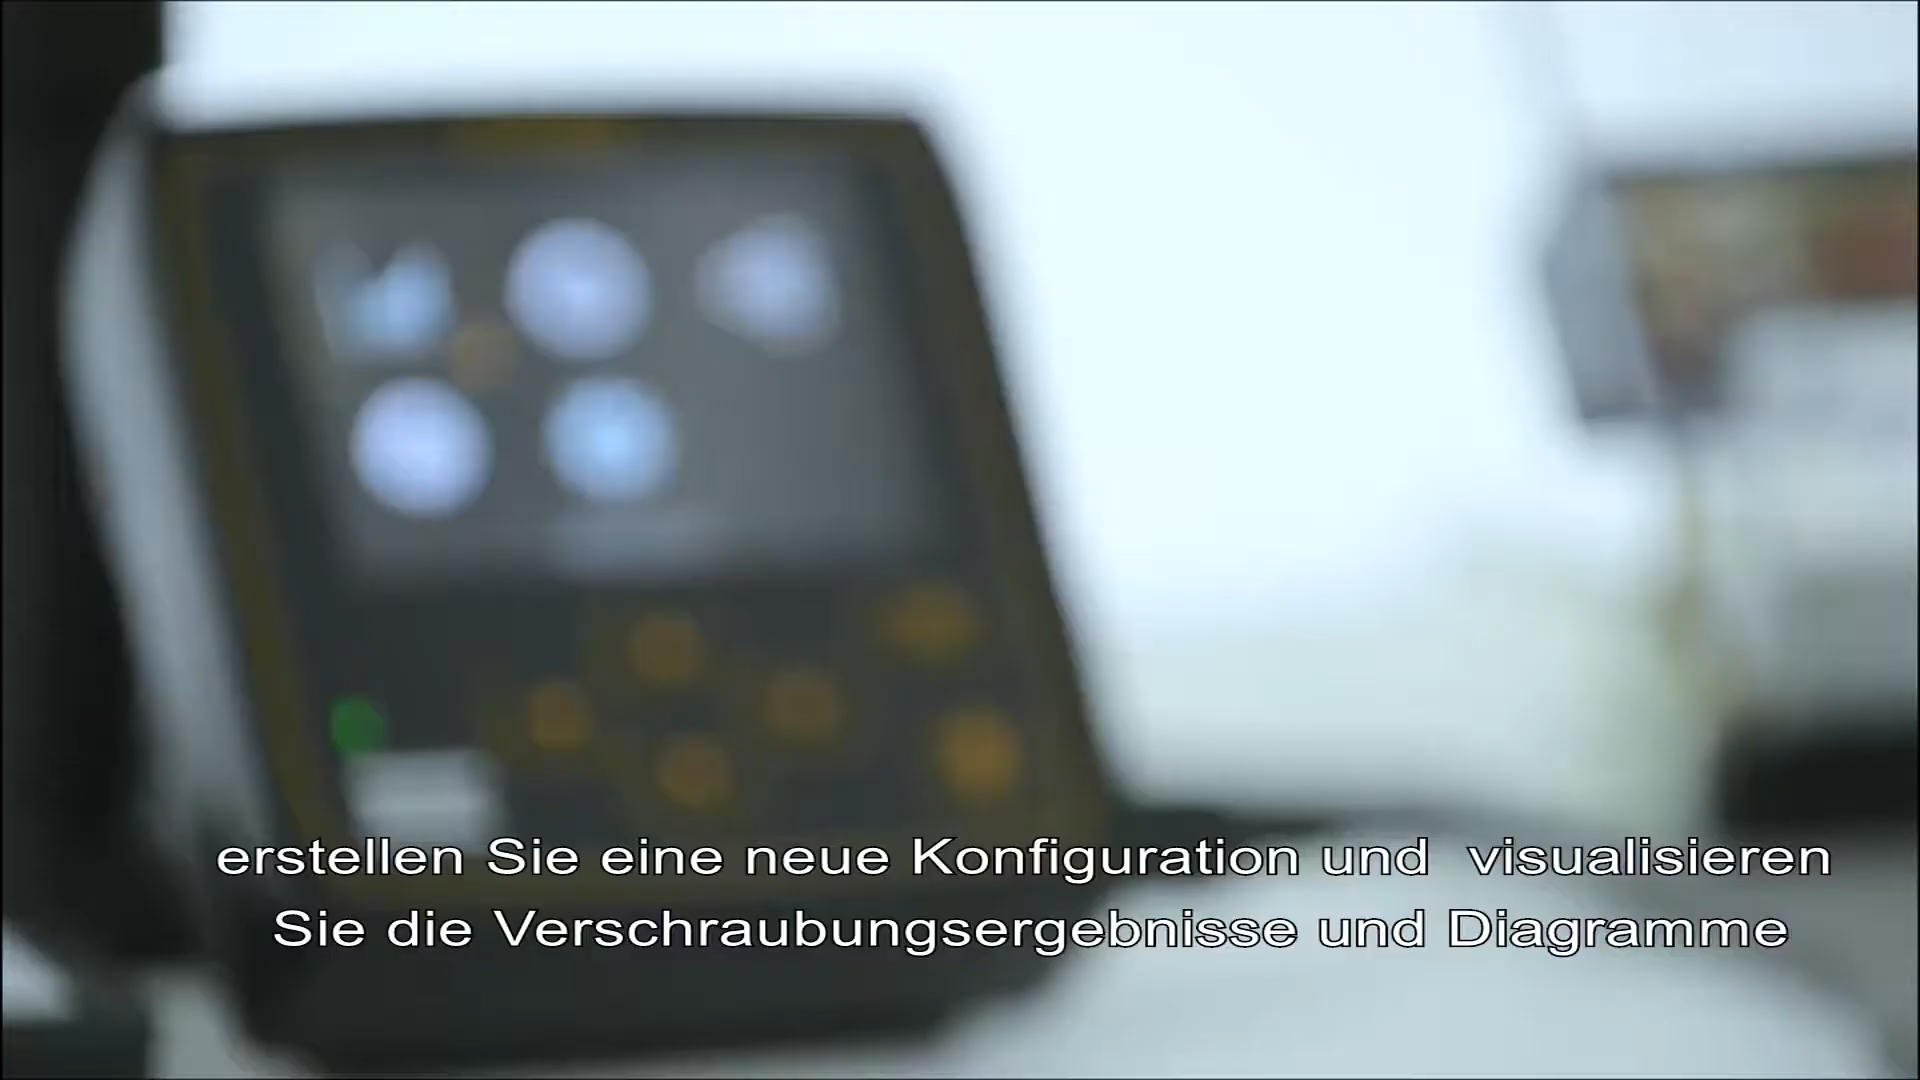 erstellen Sie eine neue Konfiguration und  visualisieren
Sie die Verschraubungsergebnisse und Diagramme